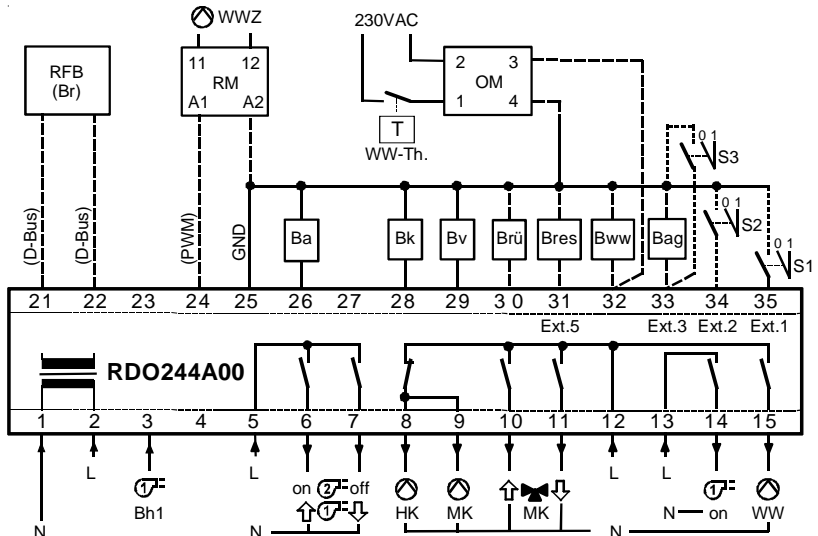 WWZ
230VAC
RFB
(Br)
11 12
RM
A1 A2
2 3
OM
1 4
T
WW-Th.
0 1
S3
0 1
S2
0 1
S1
(D-Bus)
(D-Bus)
(PWM)
GND
Ba
Bk
Bv
Brü
Bres
Bww
Bag
21 22 23 24 25 26 27 28 29 30 31 32 33 34 35
Ext.5 Ext.3 Ext.2 Ext.1
RDO244A00
1 2 3 4 5 6 7 8 9 10 11 12 13 14 15
L L L L
on 2 off
1
1
Bh1
HK MK MK
1
N on
WW
N N N